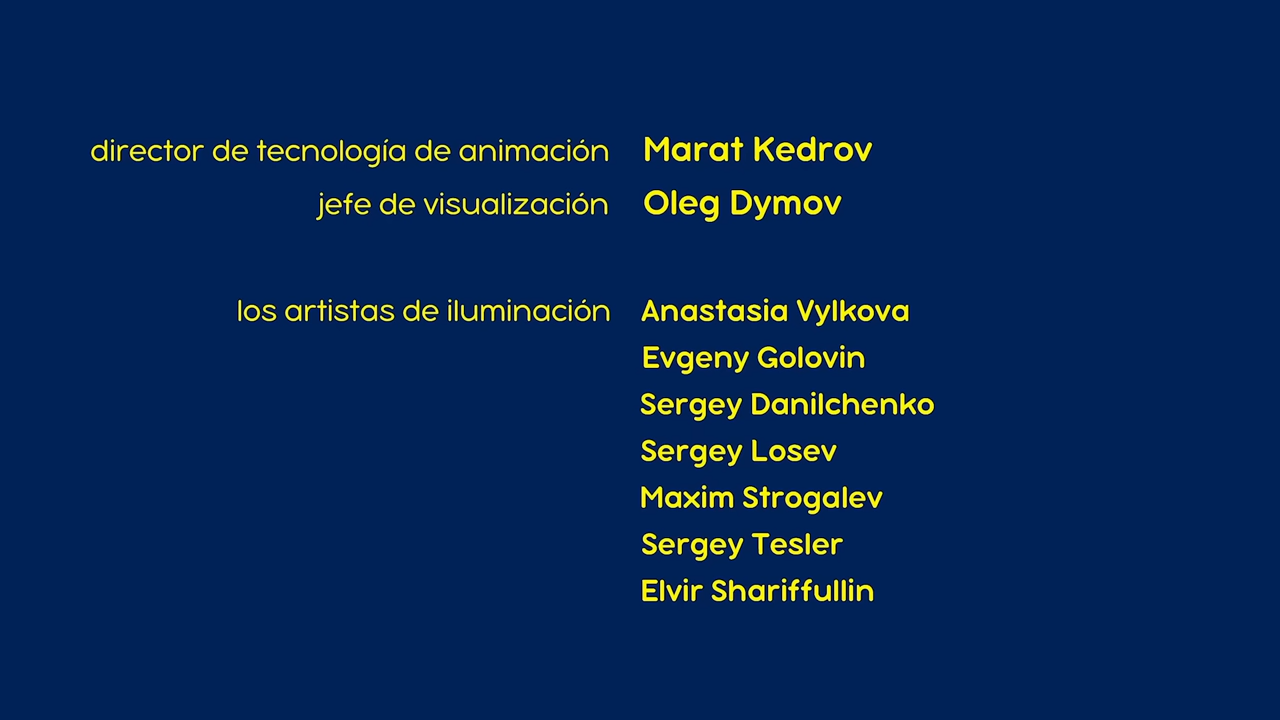 director de tecnología de animación Marat Kedrov
jefe de visualización Oleg Dymov
los artistas de iluminación Anastasia Vylkova
Evgeny Golovin
Sergey Danilchenko
Sergey Losev
Maxim Strogalev
Sergey Tesler
Elvir Shariffullin